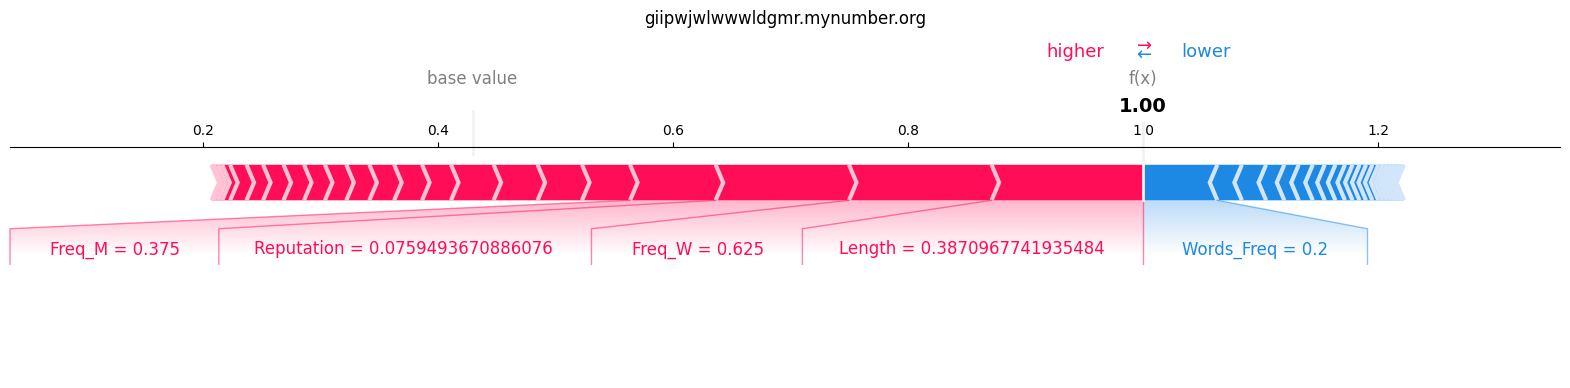 giipwjwlwwwldgmr.mynumber.org
higher → ← lower
base value f(x)
1.00
0.2 0.4 0.6 0.8 1 0 1.2
Freq_M = 0.375 Reputation = 0.0759493670886076 Freq_W = 0.625 Length = 0.3870967741935484 Words_Freq = 0.2